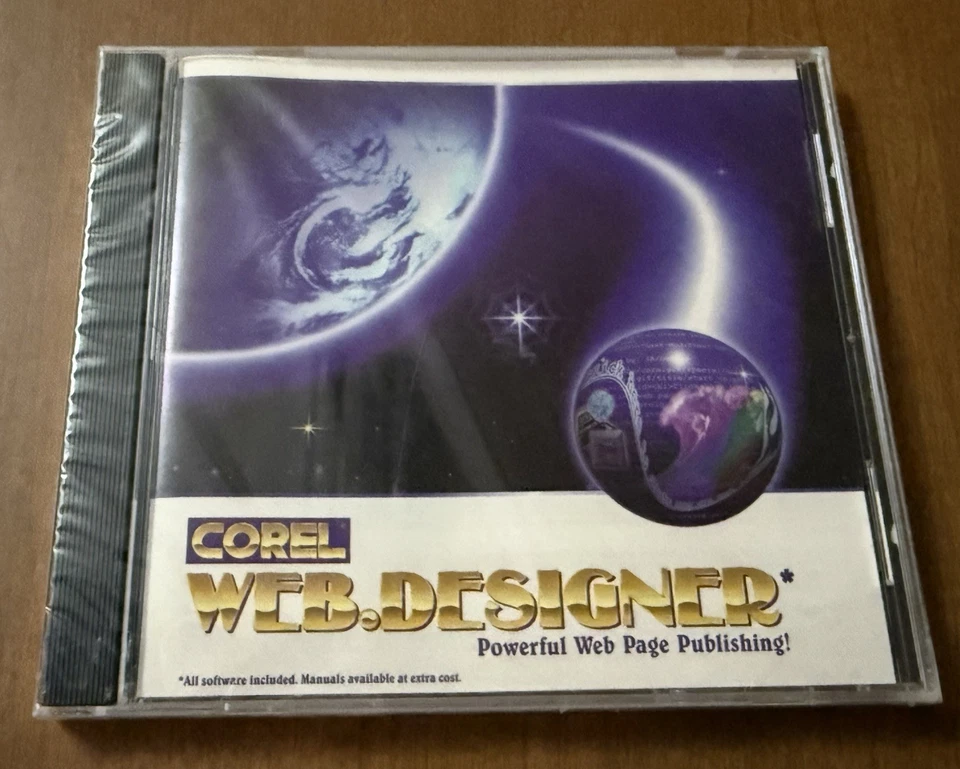 COREL
WEB.DESIGNER*
Powerful Web Page Publishing!
*All software included. Manuals available at extra cost.